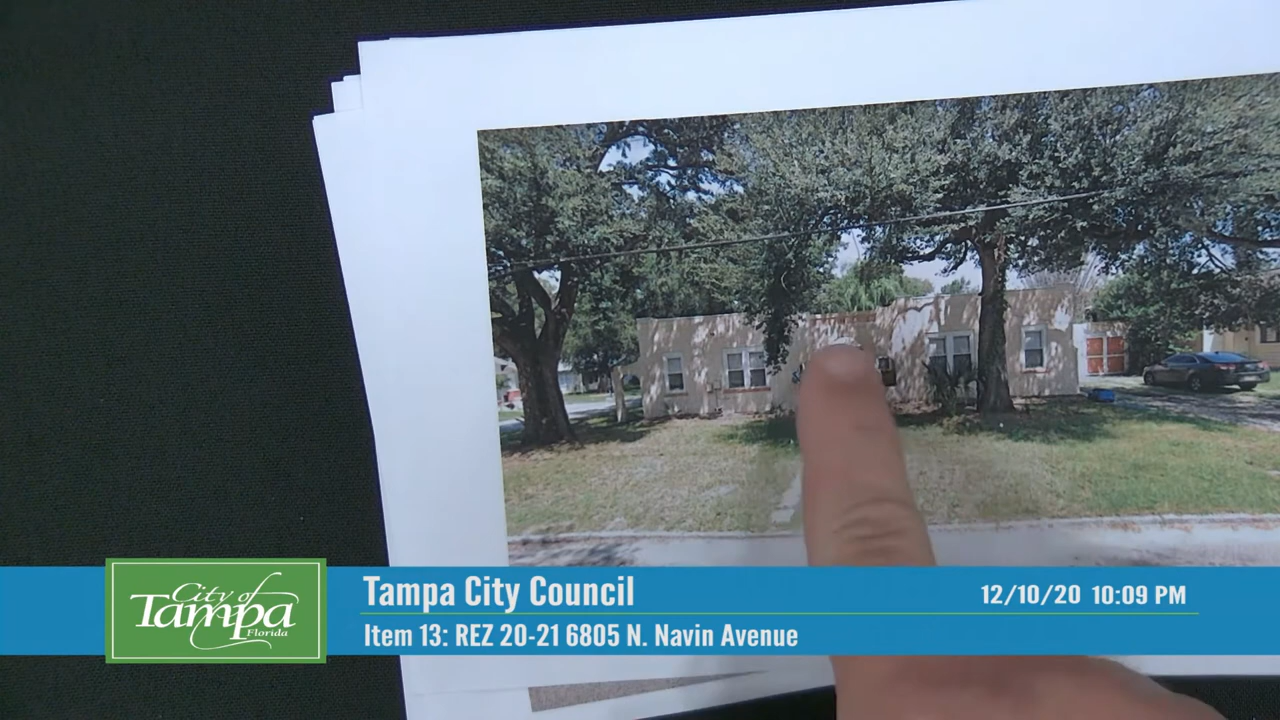 City of
Tampa
Florida
Tampa City Council
12/10/20 10:09 PM
Item 13: REZ 20-21 6805 N. Navin Avenue